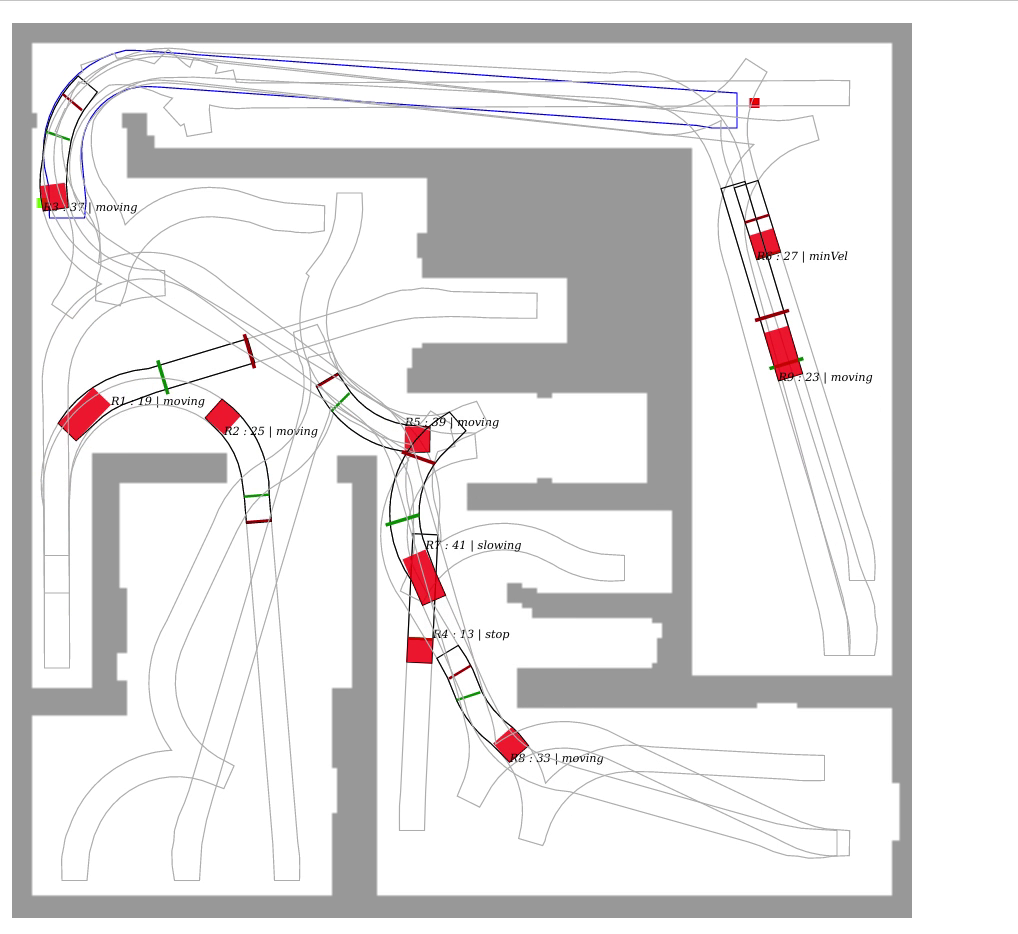 R3 : 37 | moving
R6 : 27 | minVel
R9 : 23 | moving
R1 : 19 | moving
R2 : 25 | moving
R5 : 39 | moving
R7 : 41 | slowing
R4 : 13 | stop
R8 : 33 | moving